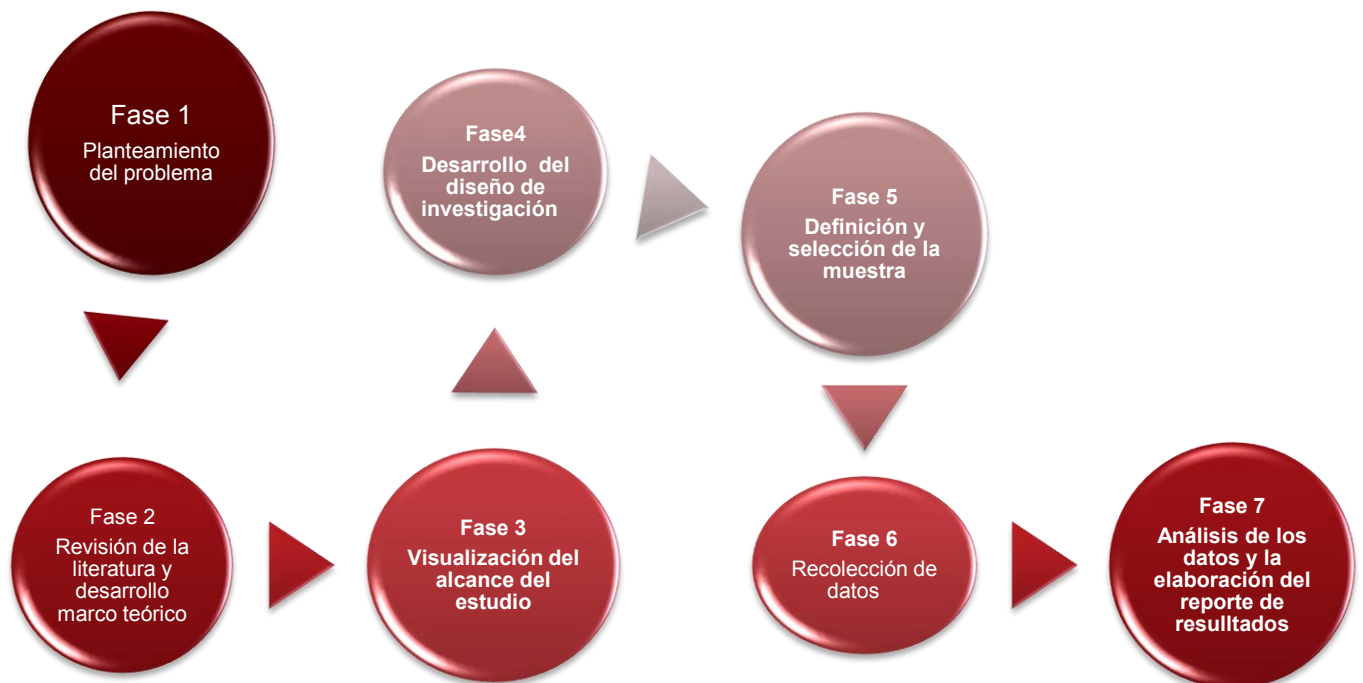 Fase 1
Planteamiento
del problema
Fase 2
Revisión de la
literatura y
desarrollo
marco teórico
Fase 3
Visualización del
alcance del
estudio
Fase4
Desarrollo  del
diseño de
investigación
Fase 5
Definición y
selección de la
muestra
Fase 6
Recolección de
datos
Fase 7
Análisis de los
datos y la
elaboración del
reporte de
resulltados